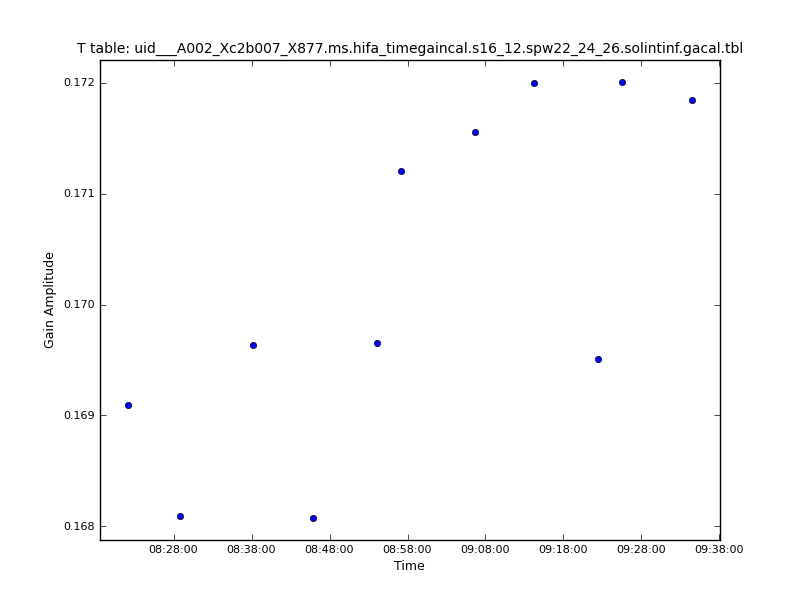 T table: uid___A002_Xc2b007_X877.ms.hifa_timegaincal.s16_12.spw22_24_26.solintinf.gacal.tbl
0.172
0.171
0.170
0.169
0.168
Gain Amplitude
08:28:00 08:38:00 08:48:00 08:58:00 09:08:00 09:18:00 09:28:00 09:38:00
Time